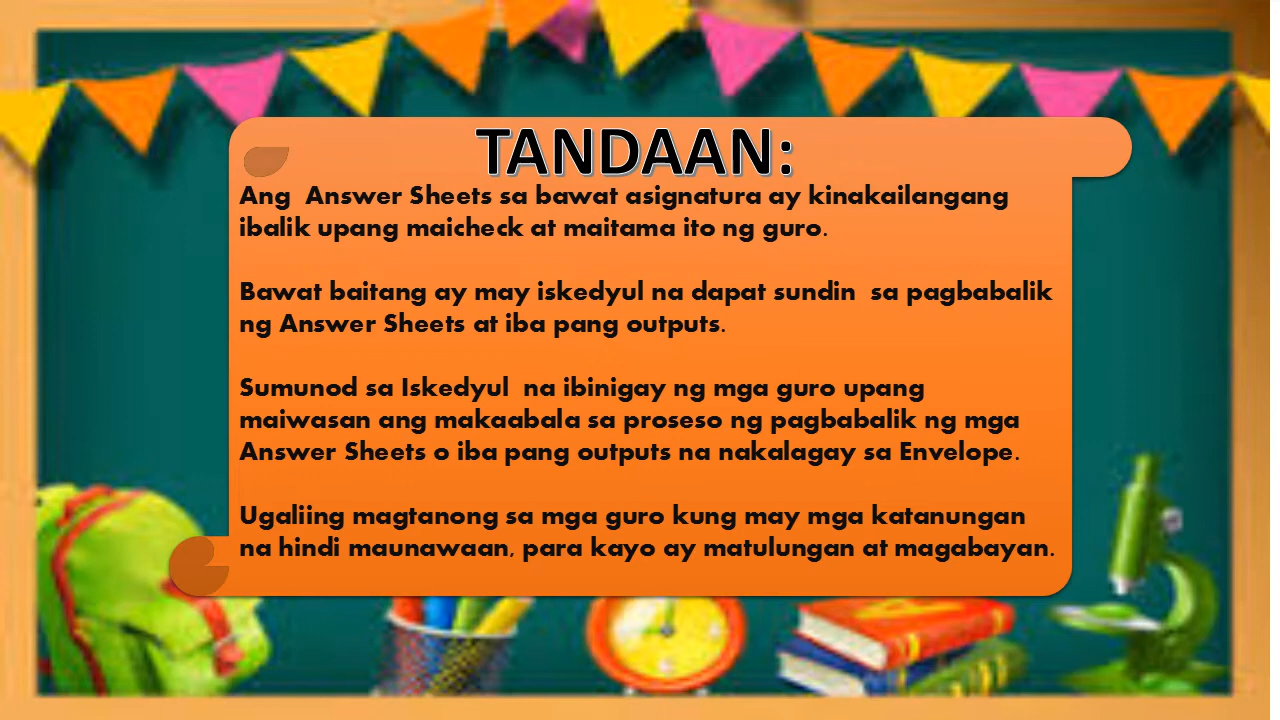 TANDAAN:
Ang Answer Sheets sa bawat asignatura ay kinakailangang
ibalik upang maicheck at maitama ito ng guro.
Bawat baitang ay may iskedyul na dapat sundin sa pagbabalik
ng Answer Sheets at iba pang outputs.
Sumunod sa Iskedyul na ibinigay ng mga guro upang
maiwasan ang makaabala sa proseso ng pagbabalik ng mga
Answer Sheets o iba pang outputs na nakalagay sa Envelope.
Ugaliing magtanong sa mga guro kung may mga katanungan
na hindi maunawaan, para kayo ay matulungan at magabayan.